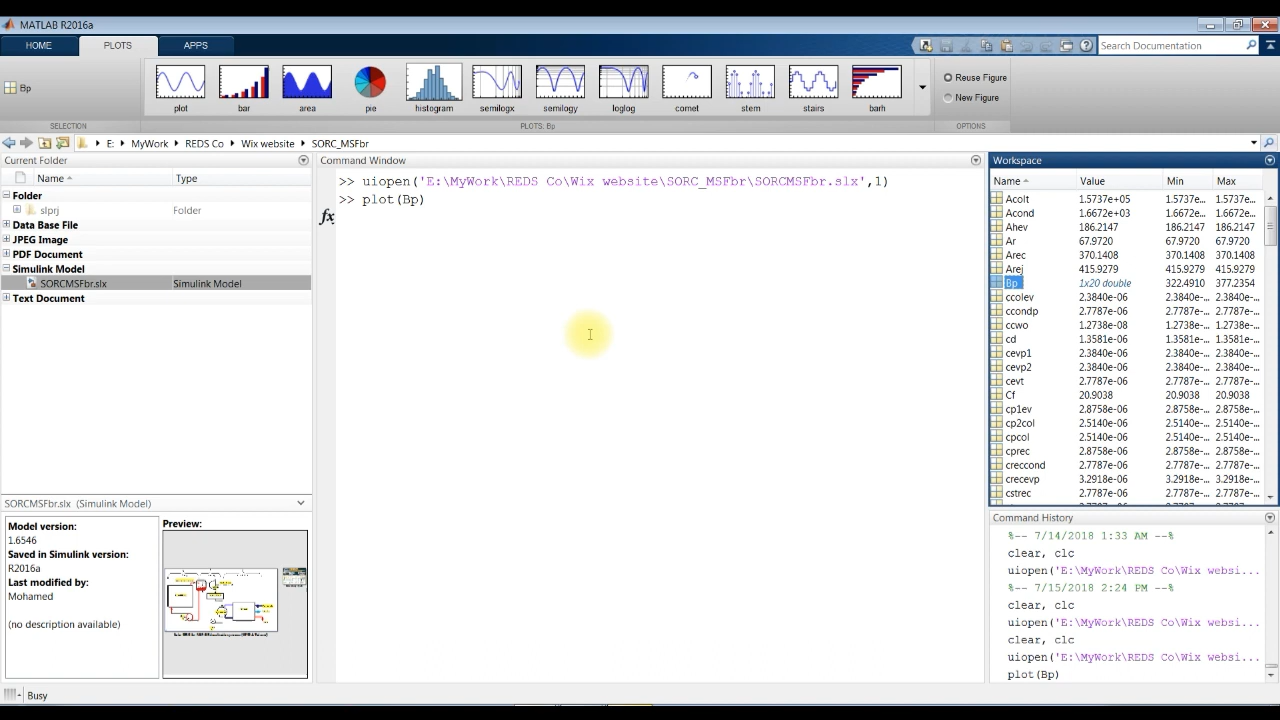 MATLAB R2016a
HOME PLOTS APPS
Search Documentation
Bp
plot bar area pie histogram semilogx semilogy loglog comet stem stairs barh
Reuse Figure
New Figure
SELECTION PLOTS: Bp OPTIONS
E: MyWork REDS Co Wix website SORC_MSFbr
Current Folder
Name Type
Folder
slprj Folder
Data Base File
JPEG Image
PDF Document
Simulink Model
SORCMSFbr.slx Simulink Model
Text Document
SORCMSFbr.slx (Simulink Model)
Model version:
1.6546
Saved in Simulink version:
R2016a
Last modified by:
Mohamed
(no description available)
Preview:
Command Window
>> uiopen('E:\MyWork\REDS Co\Wix website\SORC_MSFbr\SORCMSFbr.slx',1)
>> plot(Bp)
fx
Workspace
Name Value Min Max
Acolt 1.5737e+05 1.5737e... 1.5737e...
Acond 1.6672e+03 1.6672e... 1.6672e...
Ahev 186.2147 186.2147 186.2147
Ar 67.9720 67.9720 67.9720
Arec 370.1408 370.1408 370.1408
Arej 415.9279 415.9279 415.9279
Bp 1x20 double 322.4910 377.2354
ccolev 2.3840e-06 2.3840e-... 2.3840e-...
ccondp 2.7787e-06 2.7787e-... 2.7787e-...
ccwo 1.2738e-08 1.2738e-... 1.2738e-...
cd 1.3581e-06 1.3581e-... 1.3581e-...
cevp1 2.3840e-06 2.3840e-... 2.3840e-...
cevp2 2.3840e-06 2.3840e-... 2.3840e-...
cevt 2.7787e-06 2.7787e-... 2.7787e-...
Cf 20.9038 20.9038 20.9038
cp1ev 2.8758e-06 2.8758e-... 2.8758e-...
cp2col 2.5140e-06 2.5140e-... 2.5140e-...
cpcol 2.5140e-06 2.5140e-... 2.5140e-...
cprec 2.8758e-06 2.8758e-... 2.8758e-...
creccond 2.7787e-06 2.7787e-... 2.7787e-...
crecevp 3.2918e-06 3.2918e-... 3.2918e-...
cstrec 2.7787e-06 2.7787e-... 2.7787e-...
Command History
%-- 7/14/2018 1:33 AM --%
clear, clc
uiopen('E:\MyWork\REDS Co\Wix websi...
%-- 7/15/2018 2:24 PM --%
clear, clc
uiopen('E:\MyWork\REDS Co\Wix websi...
clear, clc
uiopen('E:\MyWork\REDS Co\Wix websi...
plot(Bp)
Busy